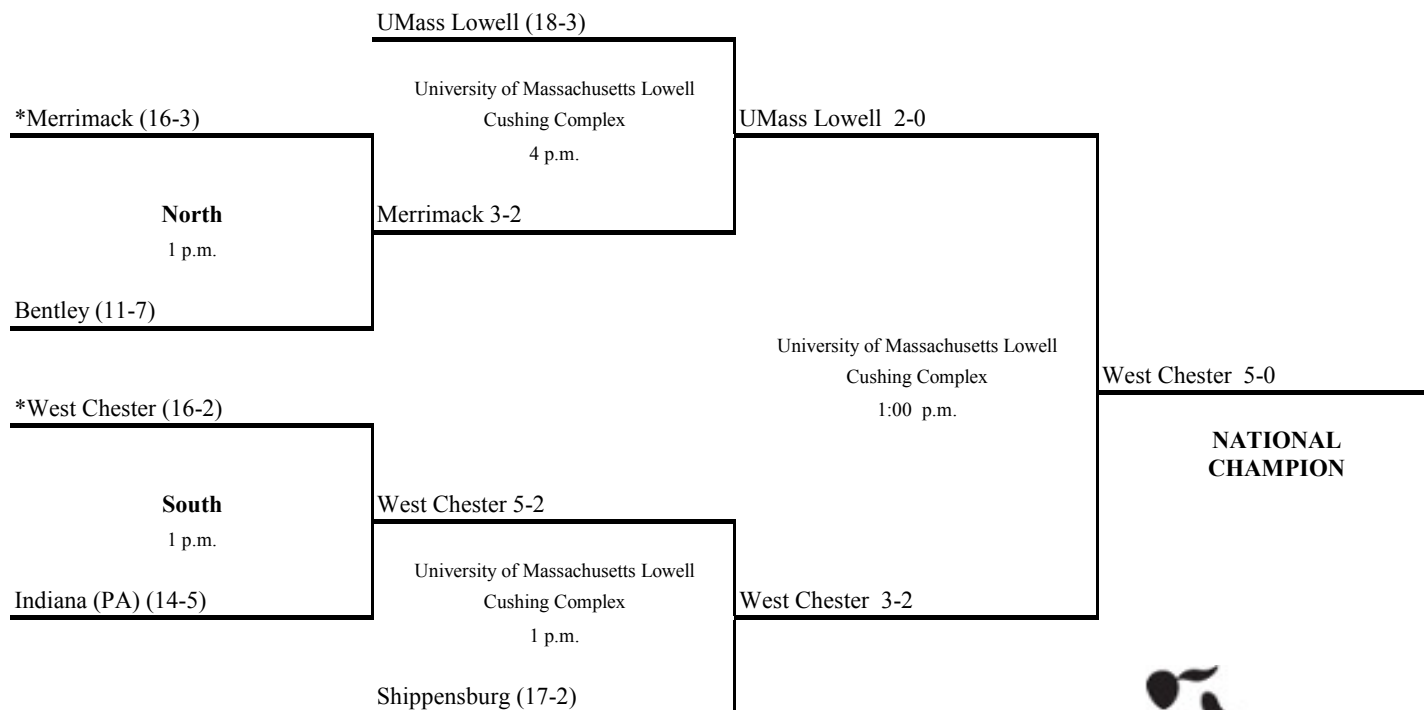 UMass Lowell (18-3)
University of Massachusetts Lowell
Cushing Complex
4 p.m.
*Merrimack (16-3)
UMass Lowell 2-0
North
1 p.m.
Merrimack 3-2
Bentley (11-7)
University of Massachusetts Lowell
Cushing Complex
1:00 p.m.
West Chester 5-0
NATIONAL
CHAMPION
*West Chester (16-2)
South
1 p.m.
West Chester 5-2
Indiana (PA) (14-5)
University of Massachusetts Lowell
Cushing Complex
1 p.m.
West Chester 3-2
Shippensburg (17-2)